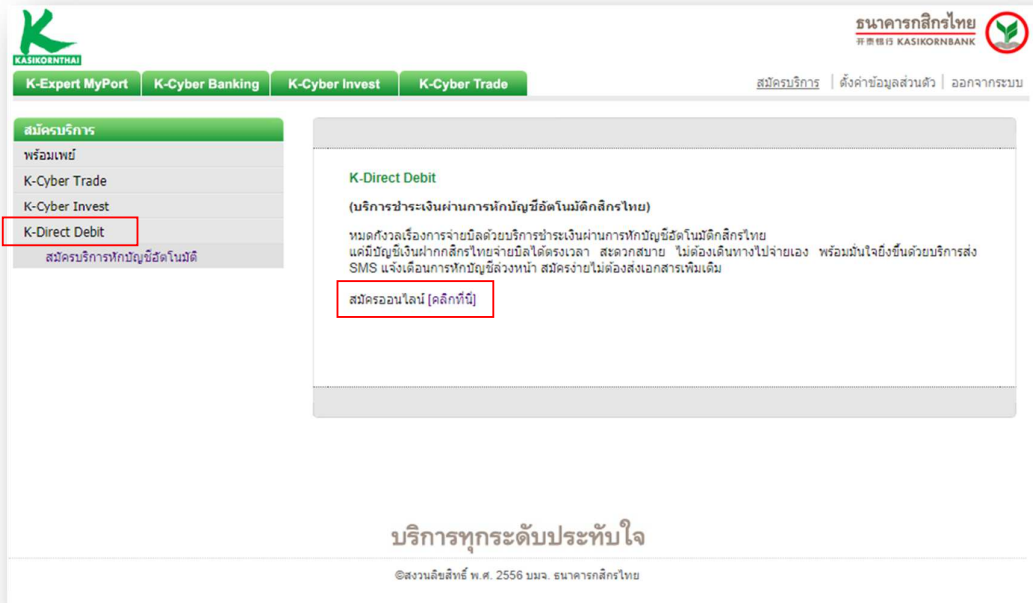 KASIKORNTHAI
ธนาคารกสิกรไทย
开泰银行 KASIKORNBANK
K-Expert MyPort
K-Cyber Banking
K-Cyber Invest
K-Cyber Trade
สมัครบริการ | ตั้งค่าข้อมูลส่วนตัว | ออกจากระบบ
สมัครบริการ
พร้อมเพย์
K-Cyber Trade
K-Cyber Invest
K-Direct Debit
สมัครบริการหักบัญชีอัตโนมัติ
K-Direct Debit
(บริการชำระเงินผ่านการหักบัญชีอัตโนมัติกสิกรไทย)
หมดกังวลเรื่องการจ่ายบิลด้วยบริการชำระเงินผ่านการหักบัญชีอัตโนมัติกสิกรไทย
แค่มีบัญชีเงินฝากกสิกรไทยจ่ายบิลได้ตรงเวลา สะดวกสบาย ไม่ต้องเดินทางไปจ่ายเอง พร้อมมั่นใจยิ่งขึ้นด้วยบริการส่ง
SMS แจ้งเตือนการหักบัญชีล่วงหน้า สมัครง่ายไม่ต้องส่งเอกสารเพิ่มเติม
สมัครออนไลน์ [คลิกที่นี่]
บริการทุกระดับประทับใจ
©สงวนลิขสิทธิ์ พ.ศ. 2556 บมจ. ธนาคารกสิกรไทย